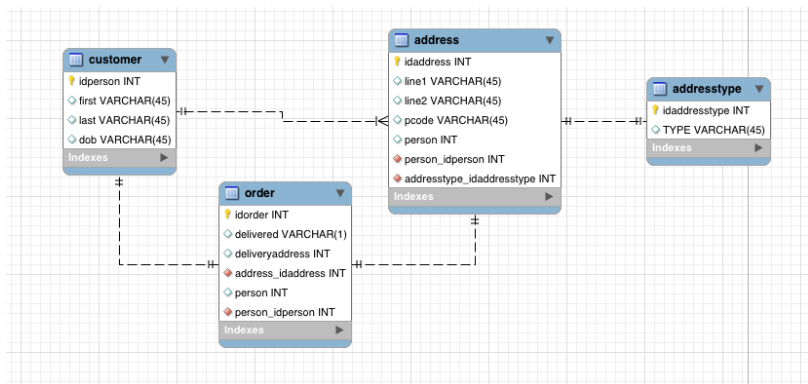 customer
idperson INT
first VARCHAR(45)
last VARCHAR(45)
dob VARCHAR(45)
Indexes
address
idaddress INT
line1 VARCHAR(45)
line2 VARCHAR(45)
pcode VARCHAR(45)
person INT
person_idperson INT
addresstype_idaddresstype INT
Indexes
addresstype
idaddresstype INT
TYPE VARCHAR(45)
Indexes
order
idorder INT
delivered VARCHAR(1)
deliveryaddress INT
address_idaddress INT
person INT
person_idperson INT
Indexes